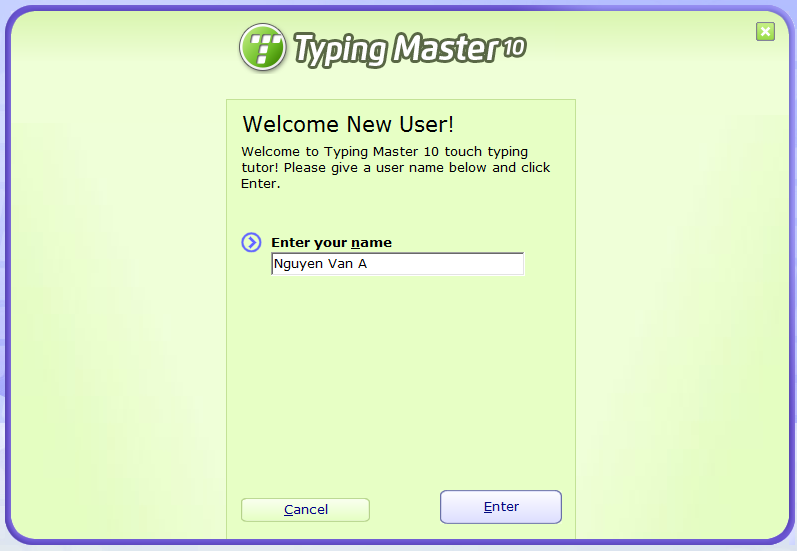 Typing Master 10
Welcome New User!
Welcome to Typing Master 10 touch typing
tutor! Please give a user name below and click
Enter.
Enter your name
Nguyen Van A
Cancel
Enter